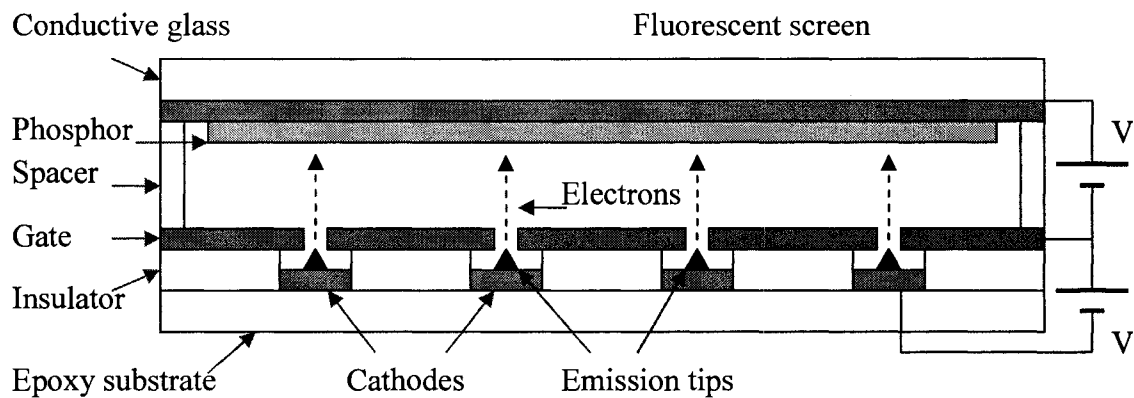 Conductive glass
Fluorescent screen
Phosphor
Spacer
Gate
Insulator
Epoxy substrate
Electrons
Cathodes
Emission tips
V
V